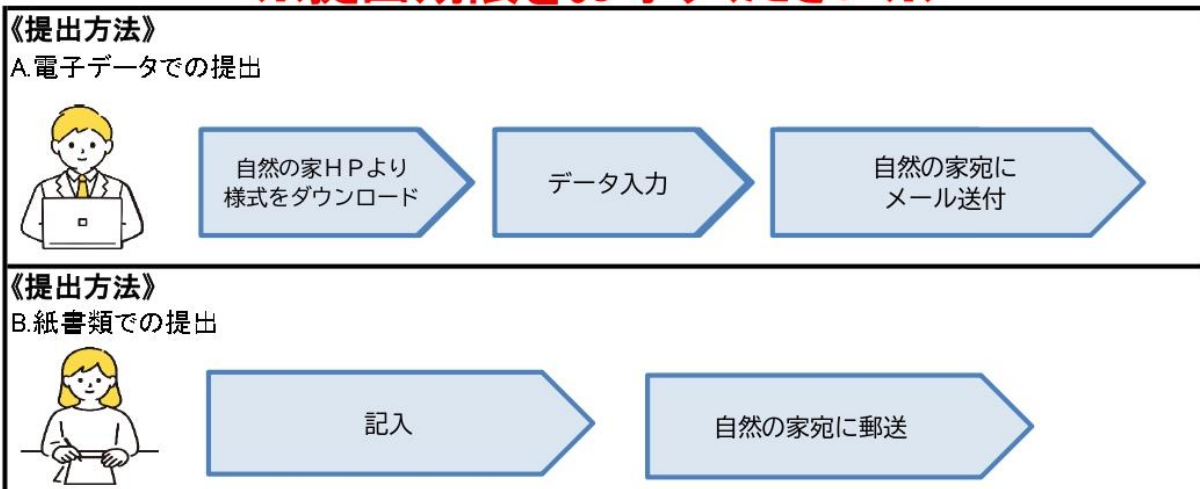 《提出方法》
A.電子データでの提出
自然の家HPより
様式をダウンロード
データ入力
自然の家宛に
メール送付
《提出方法》
B.紙書類での提出
記入
自然の家宛に郵送